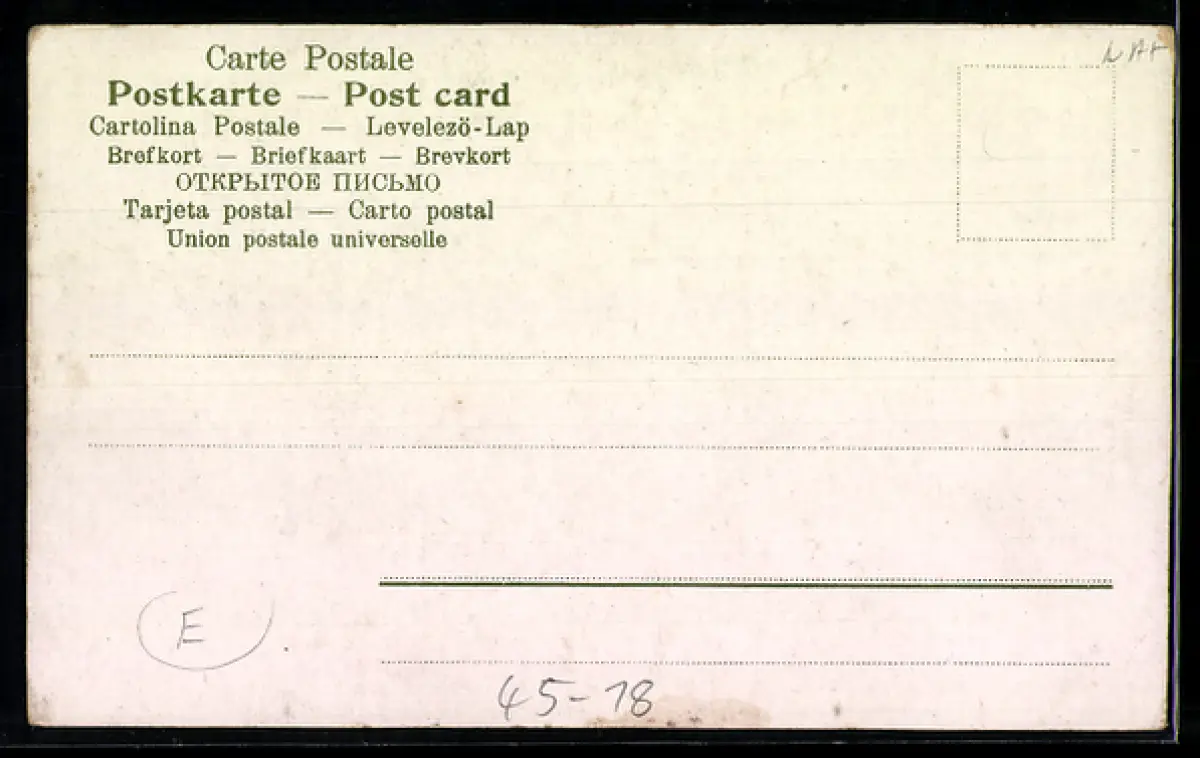 Carte Postale
Postkarte — Post card
Cartolina Postale — Levelező-Lap
Brefkort — Briefkaart — Brevkort
ОТКРЫТОЕ ПИСЬМО
Tarjeta postal — Carto postal
Union postale universelle
E
45-18